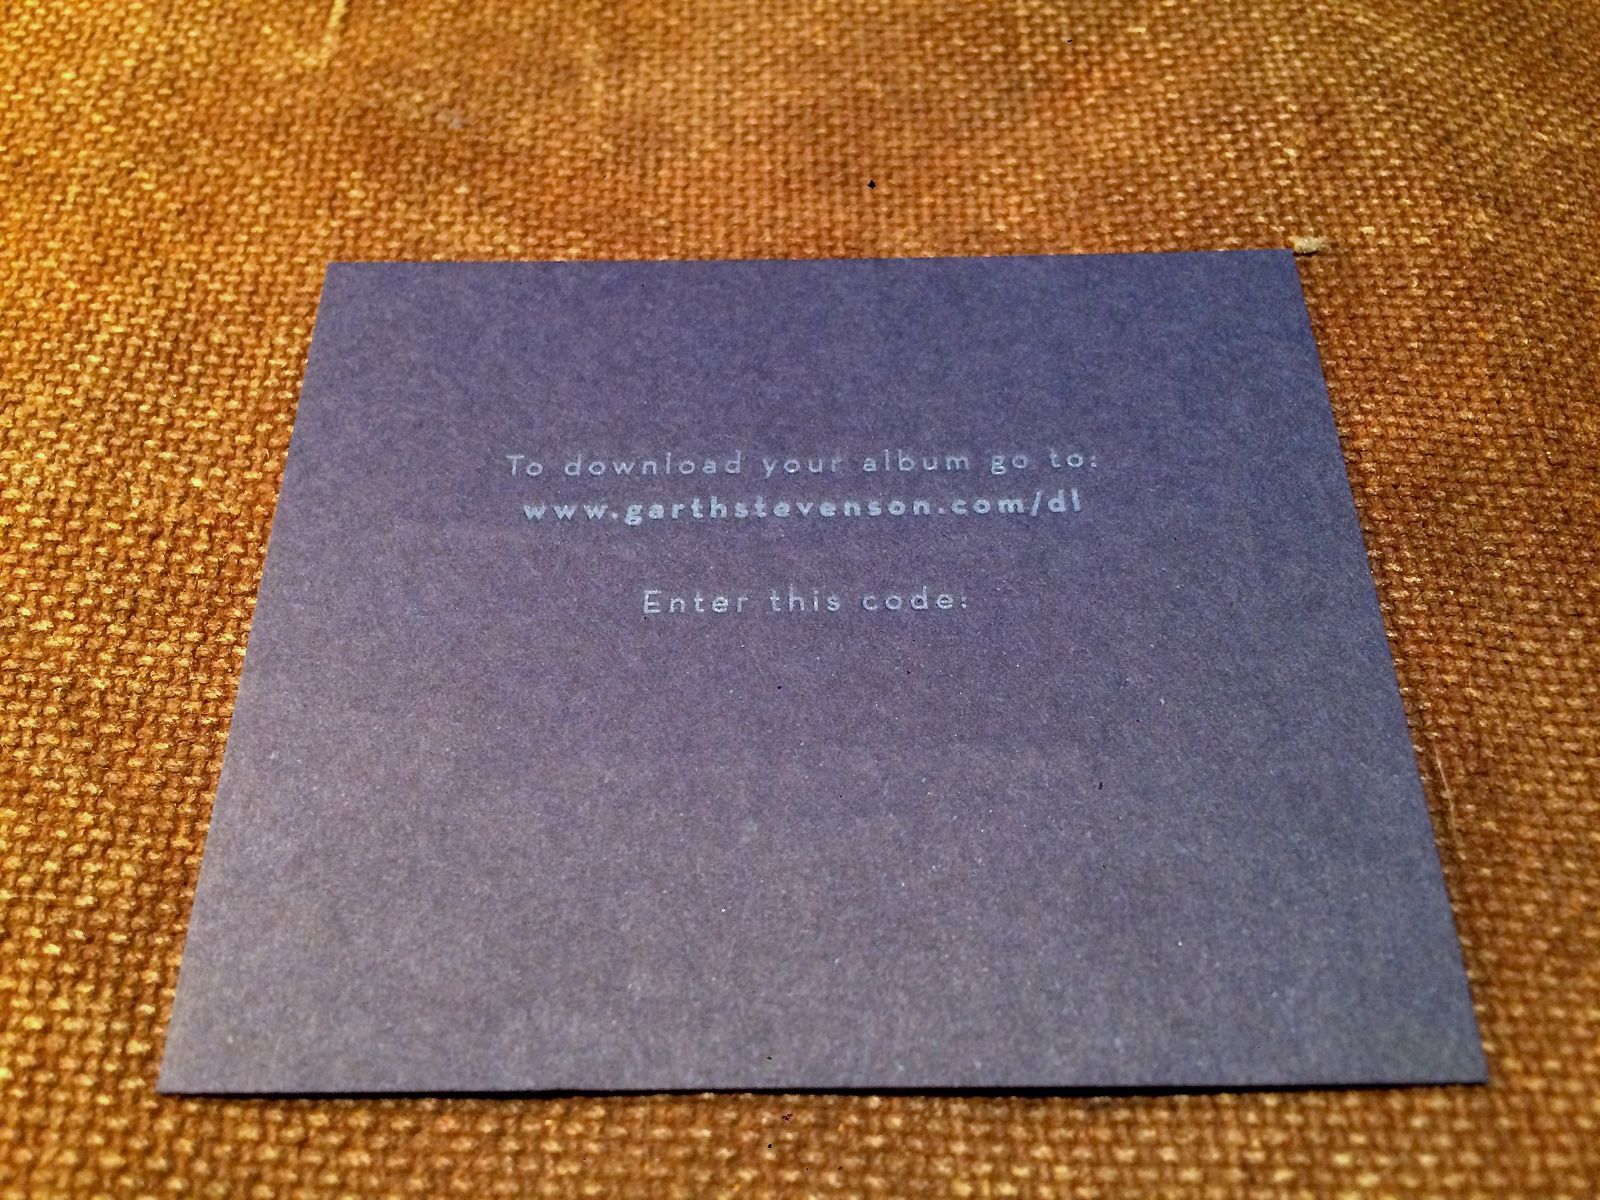 To download your album go to:
www.garthstevenson.com/dl
Enter this code: